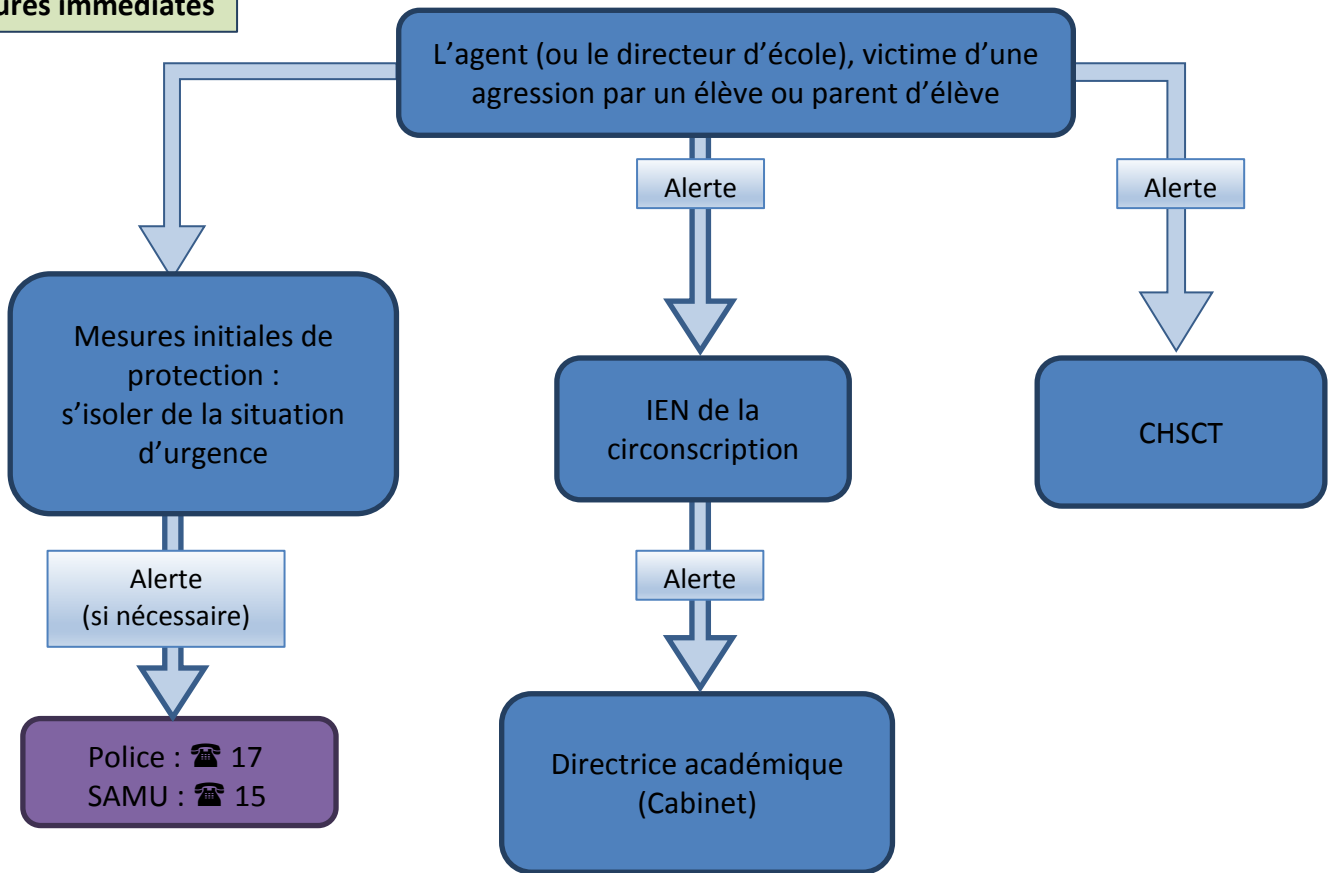 immédiates
L’agent (ou le directeur d’école), victime d’une
agression par un élève ou parent d’élève
Alerte
Alerte
Mesures initiales de
protection :
s’isoler de la situation
d’urgence
IEN de la
circonscription
CHSCT
Alerte
(si nécessaire)
Alerte
Police : ☎ 17
SAMU : ☎ 15
Directrice académique
(Cabinet)